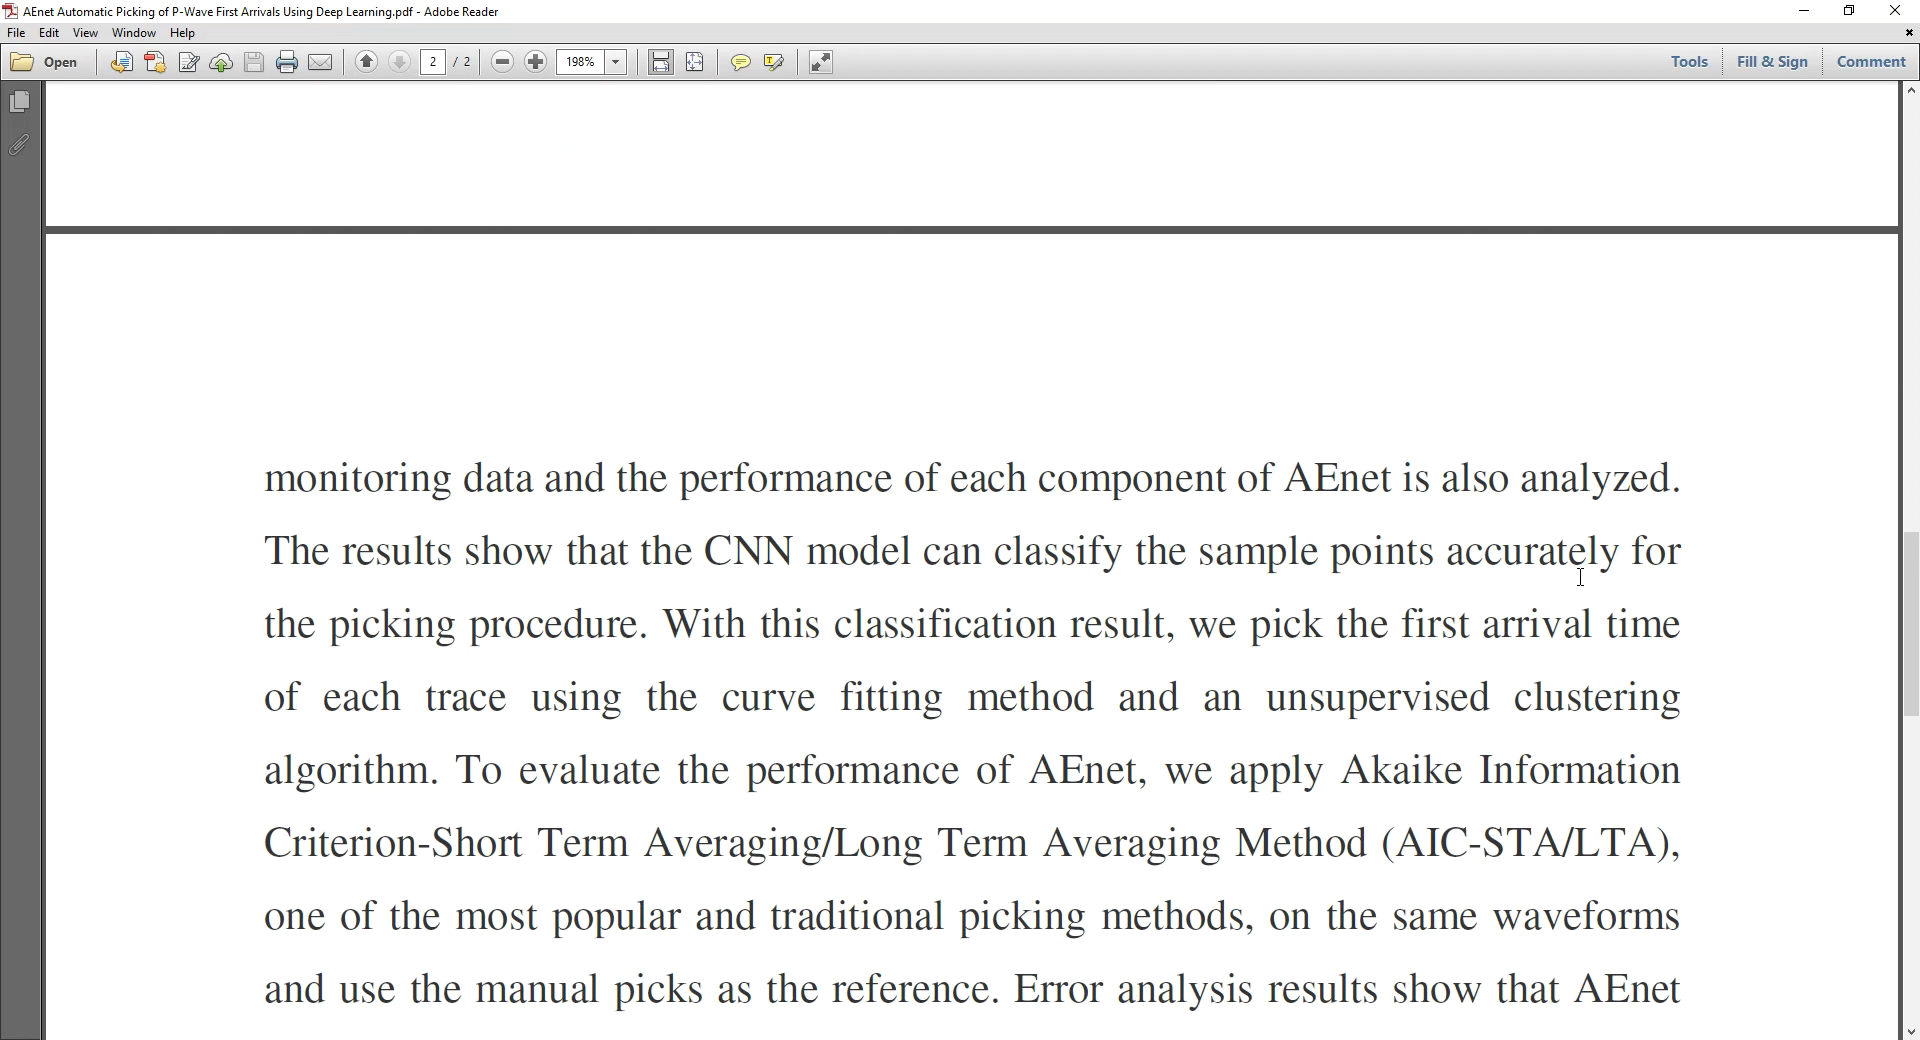 AEnet Automatic Picking of P-Wave First Arrivals Using Deep Learning.pdf - Adobe Reader
File Edit View Window Help
Open 2 / 2 198% Tools Fill & Sign Comment
monitoring data and the performance of each component of AEnet is also analyzed.
The results show that the CNN model can classify the sample points accurately for
the picking procedure. With this classification result, we pick the first arrival time
of each trace using the curve fitting method and an unsupervised clustering
algorithm. To evaluate the performance of AEnet, we apply Akaike Information
Criterion-Short Term Averaging/Long Term Averaging Method (AIC-STA/LTA),
one of the most popular and traditional picking methods, on the same waveforms
and use the manual picks as the reference. Error analysis results show that AEnet